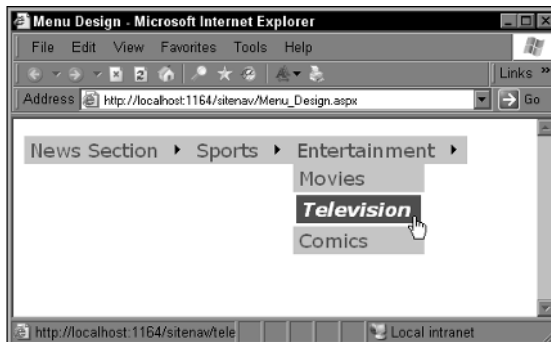 Menu Design - Microsoft Internet Explorer
File Edit View Favorites Tools Help
Links »
Address http://localhost:1164/sitenav/Menu_Design.aspx Go
News Section Sports Entertainment
Movies
Television
Comics
http://localhost:1164/sitenav/tele Local intranet